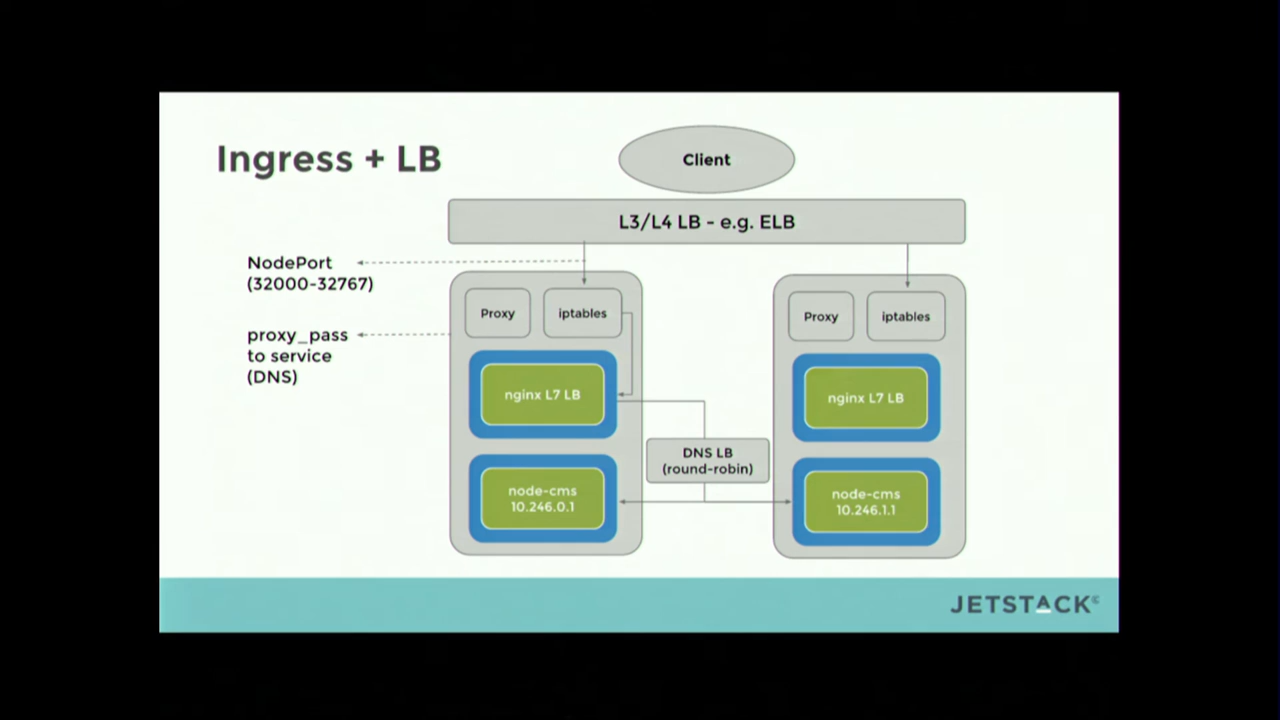 Ingress + LB
Client
L3/L4 LB - e.g. ELB
NodePort
(32000-32767)
proxy_pass
to service
(DNS)
Proxy
iptables
nginx L7 LB
node-cms
10.246.0.1
DNS LB
(round-robin)
Proxy
iptables
nginx L7 LB
node-cms
10.246.1.1
JETSTACK